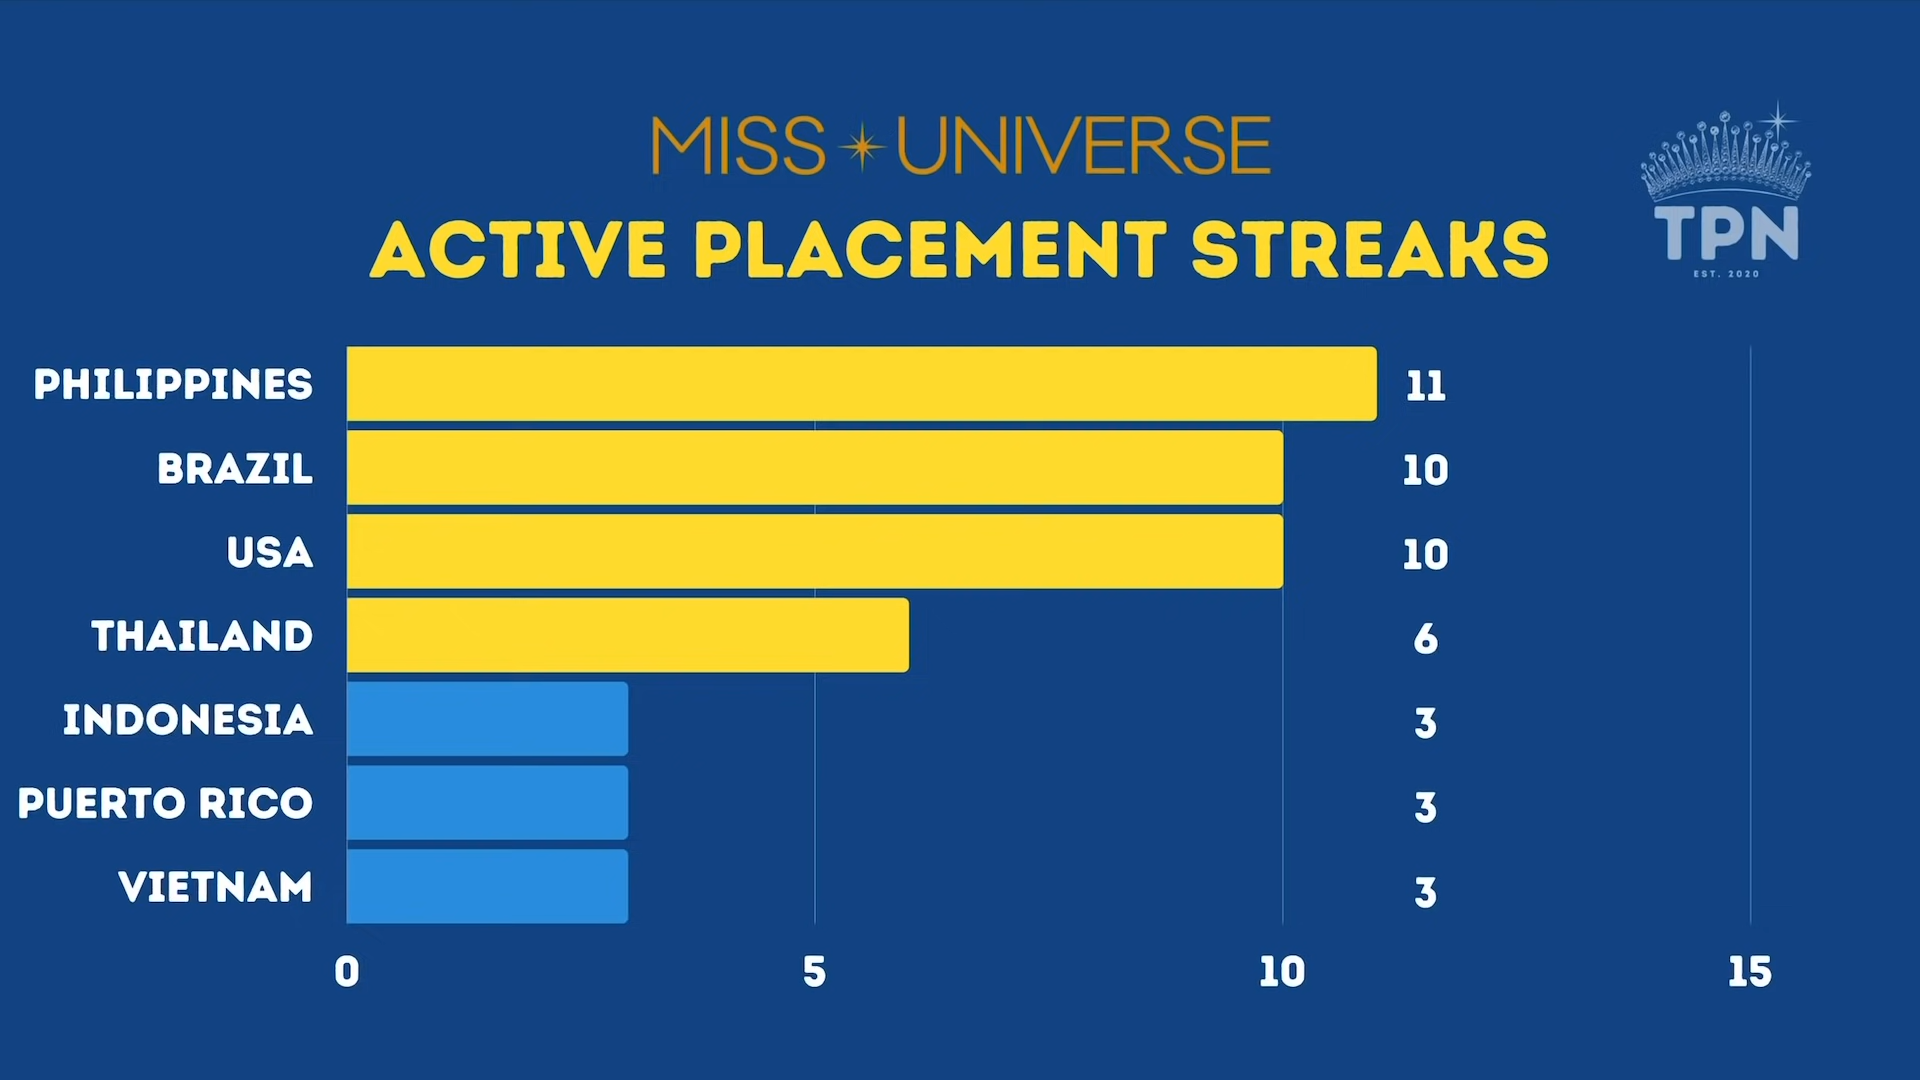 MISS UNIVERSE
ACTIVE PLACEMENT STREAKS
TPN
EST. 2020
PHILIPPINES 11
BRAZIL 10
USA 10
THAILAND 6
INDONESIA 3
PUERTO RICO 3
VIETNAM 3
0 5 10 15